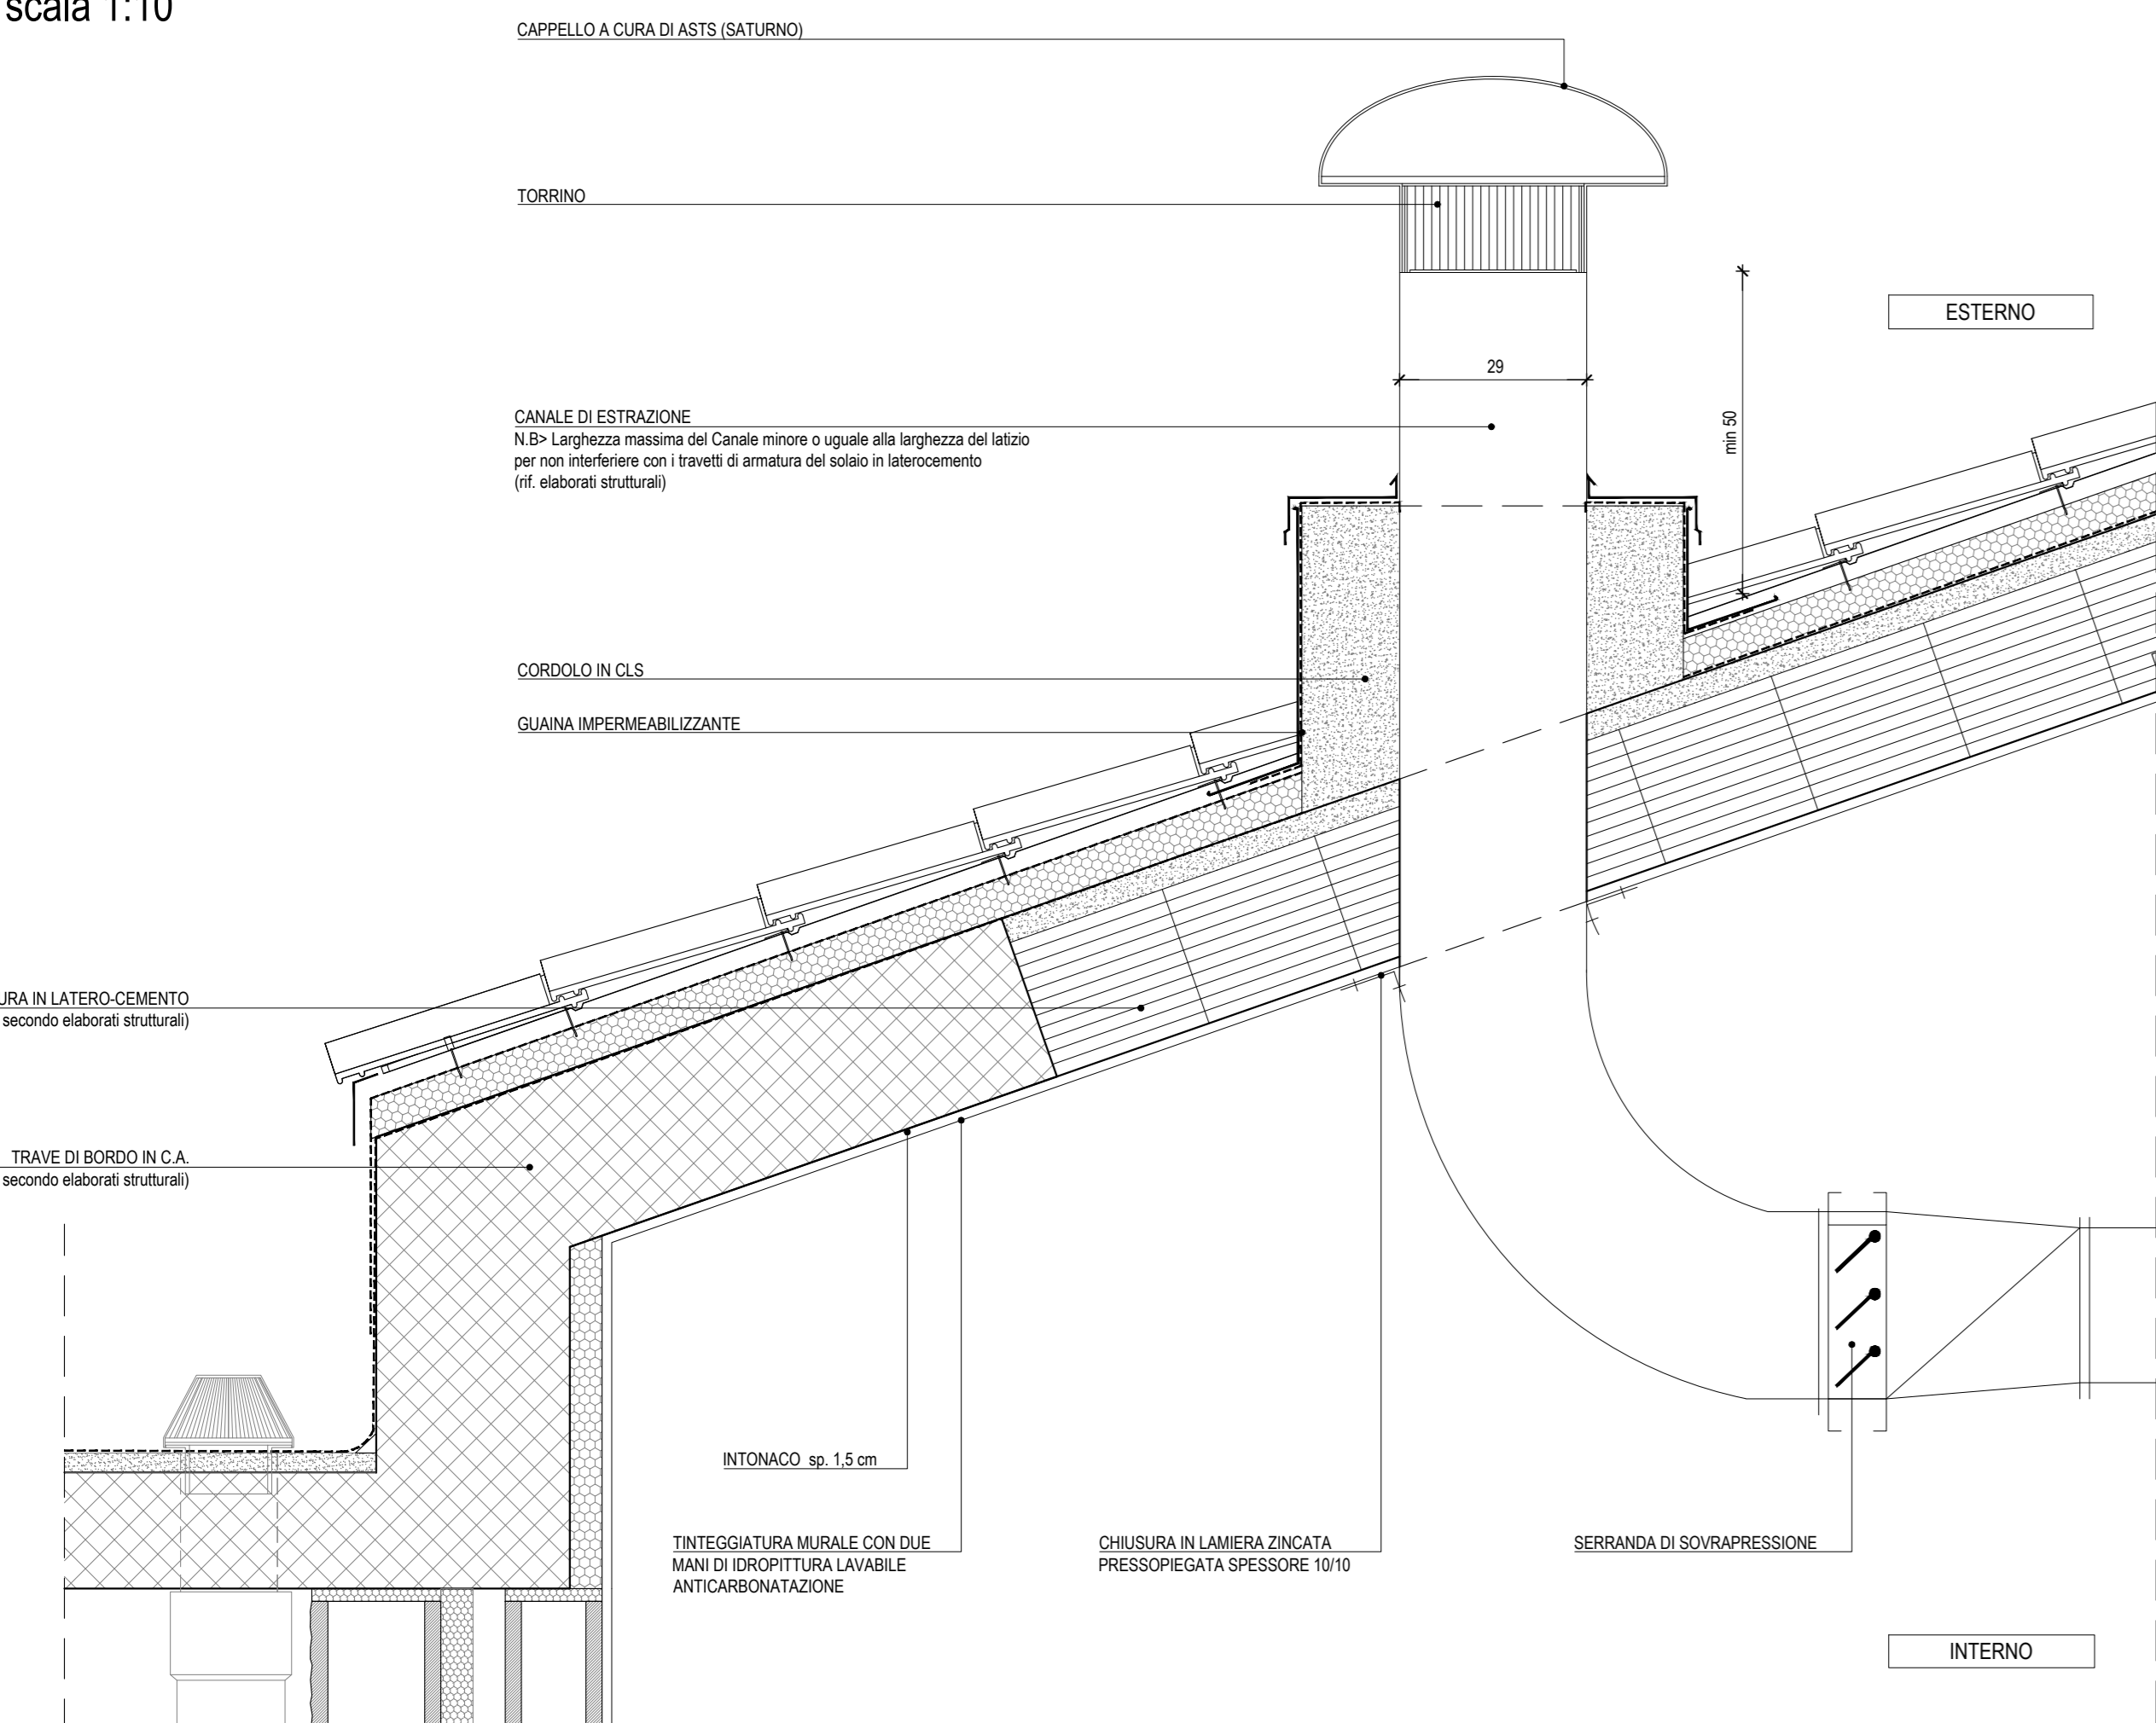 scala 1:10
CAPPELLO A CURA DI ASTS (SATURNO)
TORRINO
ESTERNO
29
min 50
CANALE DI ESTRAZIONE
N.B> Larghezza massima del Canale minore o uguale alla larghezza del latizio
per non interferiere con i travetti di armatura del solaio in laterocemento
(rif. elaborati strutturali)
CORDOLO IN CLS
GUAINA IMPERMEABILIZZANTE
IN LATERO-CEMENTO
secondo elaborati strutturali)
TRAVE DI BORDO IN C.A.
secondo elaborati strutturali)
INTONACO sp. 1,5 cm
TINTEGGIATURA MURALE CON DUE
MANI DI IDROPITTURA LAVABILE
ANTICARBONATAZIONE
CHIUSURA IN LAMIERA ZINCATA
PRESSOPIEGATA SPESSORE 10/10
SERRANDA DI SOVRAPRESSIONE
INTERNO